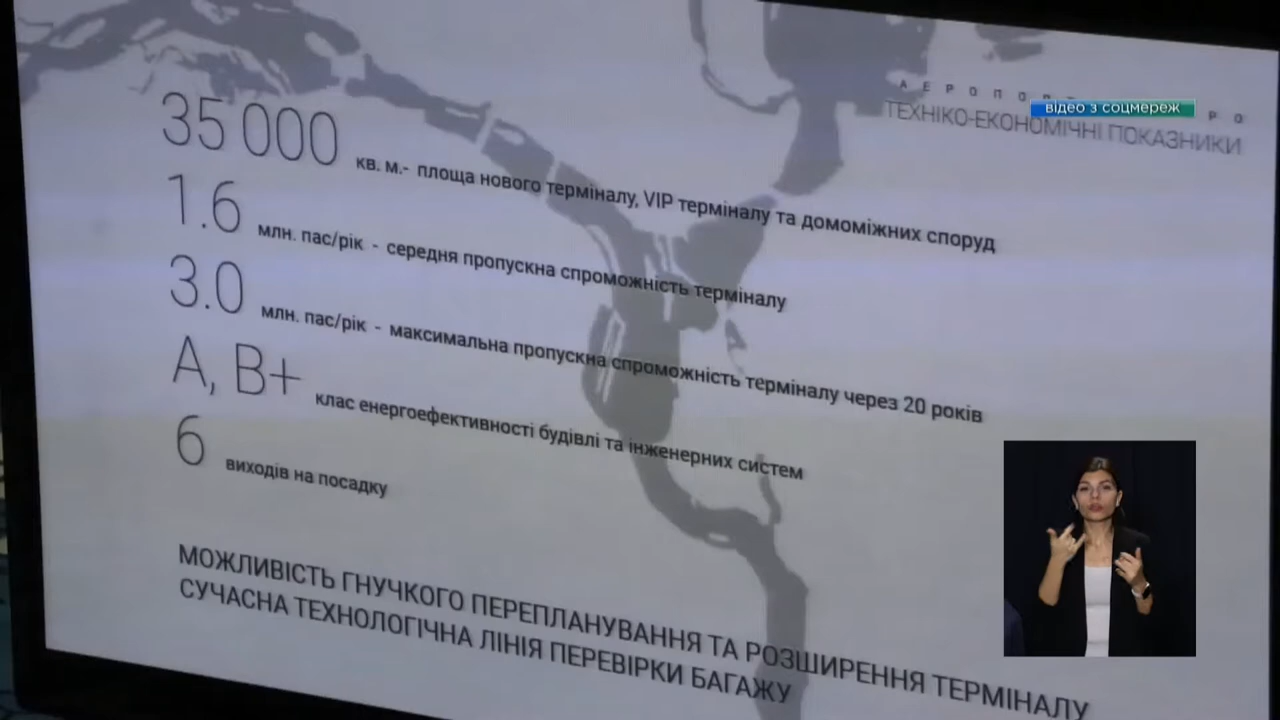 АЕРОПО РО
відео з соцмереж
ТЕХНІКО-ЕКОНОМІЧНІ ПОКАЗНИКИ
35 000 кв. м.- площа нового терміналу, VIP терміналу та домоміжних споруд
1.6 млн. пас/рік - середня пропускна спроможність терміналу
3.0 млн. пас/рік - максимальна пропускна спроможність терміналу через 20 років
A, B+ клас енергоефективності будівлі та інженерних систем
6 виходів на посадку
МОЖЛИВІСТЬ ГНУЧКОГО ПЕРЕПЛАНУВАННЯ ТА РОЗШИРЕННЯ ТЕРМІНАЛУ
СУЧАСНА ТЕХНОЛОГІЧНА ЛІНІЯ ПЕРЕВІРКИ БАГАЖУ